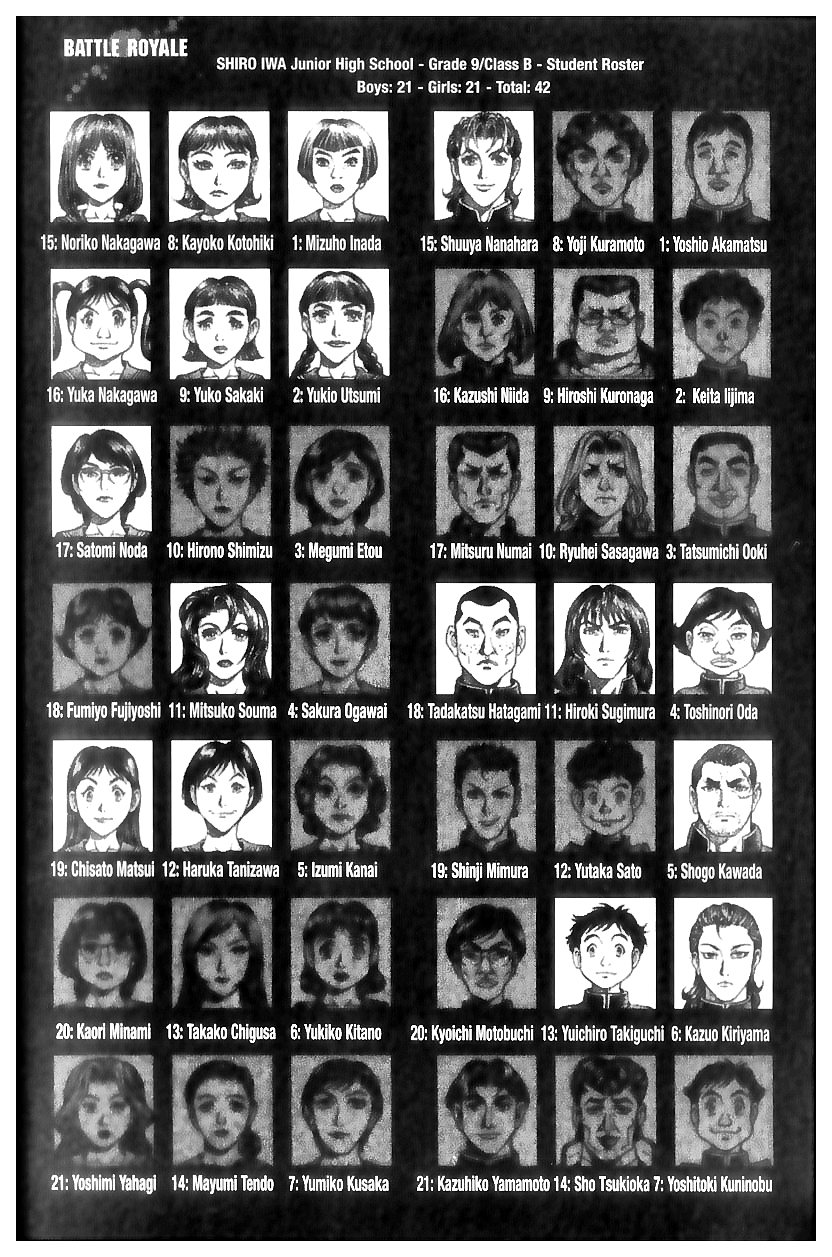 BATTLE ROYALE
SHIRO IWA Junior High School - Grade 9/Class B - Student Roster
Boys: 21 - Girls: 21 - Total: 42
15: Noriko Nakagawa 8: Kayoko Kotohiki 1: Mizuho Inada 15: Shuuya Nanahara 8: Yoji Kuramoto 1: Yoshio Akamatsu
16: Yuka Nakagawa 9: Yuko Sakaki 2: Yukio Utsumi 16: Kazushi Niida 9: Hiroshi Kuronaga 2: Keita Iijima
17: Satomi Noda 10: Hirono Shimizu 3: Megumi Etou 17: Mitsuru Numai 10: Ryuhei Sasagawa 3: Tatsumichi Ooki
18: Fumiyo Fujiyoshi 11: Mitsuko Souma 4: Sakura Ogawai 18: Tadakatsu Hatagami 11: Hiroki Sugimura 4: Toshinori Oda
19: Chisato Matsui 12: Haruka Tanizawa 5: Izumi Kanai 19: Shinji Mimura 12: Yutaka Sato 5: Shogo Kawada
20: Kaori Minami 13: Takako Chigusa 6: Yukiko Kitano 20: Kyoichi Motobuchi 13: Yuichiro Takiguchi 6: Kazuo Kiriyama
21: Yoshimi Yahagi 14: Mayumi Tendo 7: Yumiko Kusaka 21: Kazuhiko Yamamoto 14: Sho Tsukioka 7: Yoshitoki Kuninobu